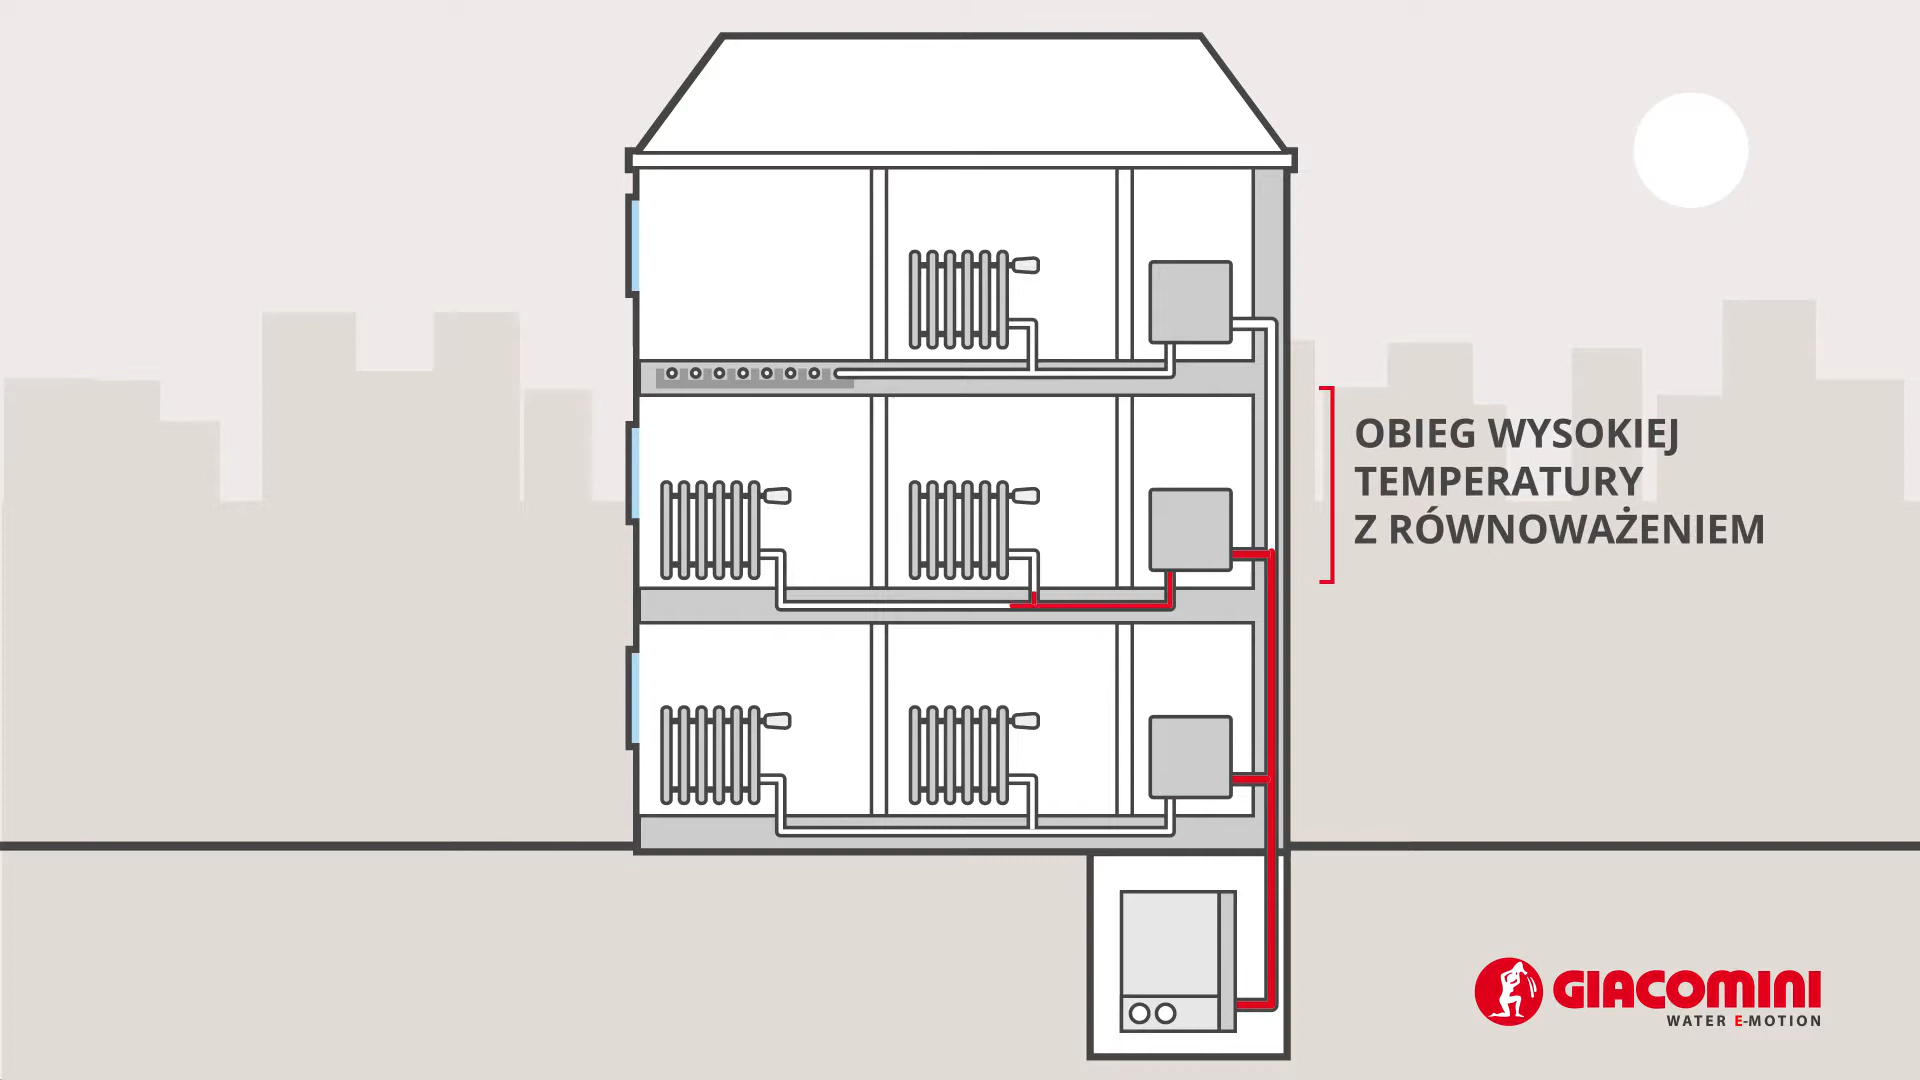 OBIEG WYSOKIEJ
TEMPERATURY
Z RÓWNOWAŻENIEM
GIACOMINI
WATER E-MOTION